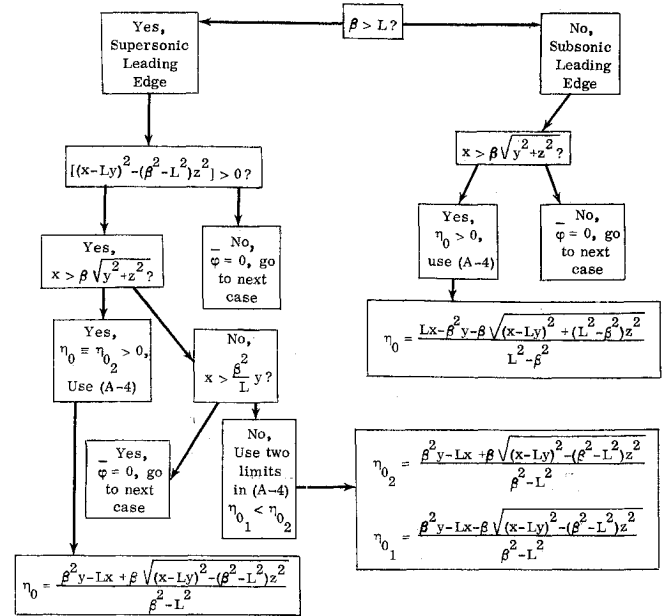 β > L ?
Yes,
Supersonic
Leading
Edge
No,
Subsonic
Leading
Edge
[(x-Ly)²-(β²-L²)z²] > 0 ?
x > β √(y²+z²) ?
Yes,
x > β √(y²+z²) ?
No,
φ̅ = 0, go
to next
case
Yes,
η₀ > 0,
use (A-4)
No,
φ̅ = 0, go
to next
case
Yes,
η₀ ≡ η₀₂ > 0,
Use (A-4)
No,
x > β²/L y ?
η₀ = (Lx-β²y-β √((x-Ly)² + (L²-β²)z²)) / (L²-β²)
Yes,
φ̅ = 0, go
to next
case
No,
Use two
limits
in (A-4)
η₀₁ < η₀₂
η₀₂ = (β²y-Lx +β √((x-Ly)²-(β²-L²)z²)) / (β²-L²)
η₀₁ = (β²y-Lx-β √((x-Ly)²-(β²-L²)z²)) / (β²-L²)
η₀ = (β²y-Lx + β √((x-Ly)²-(β²-L²)z²)) / (β²-L²)